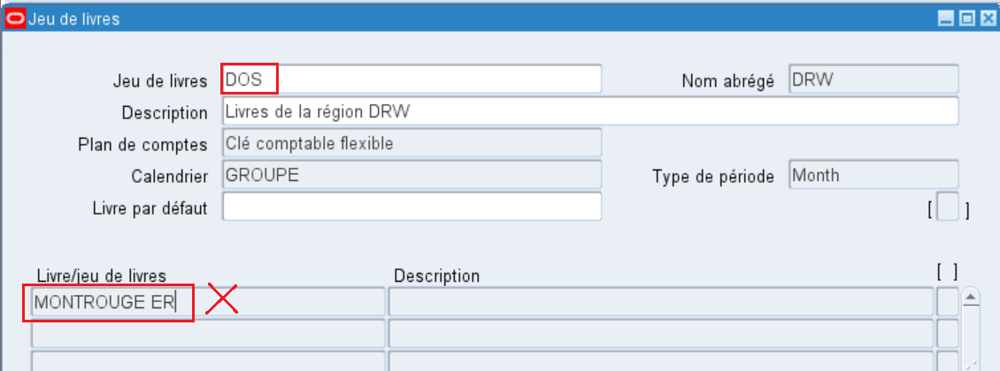 Jeu de livres
Jeu de livres DOS Nom abrégé DRW
Description Livres de la région DRW
Plan de comptes Clé comptable flexible
Calendrier GROUPE Type de période Month
Livre par défaut [ ]
Livre/jeu de livres Description [ ]
MONTROUGE ER